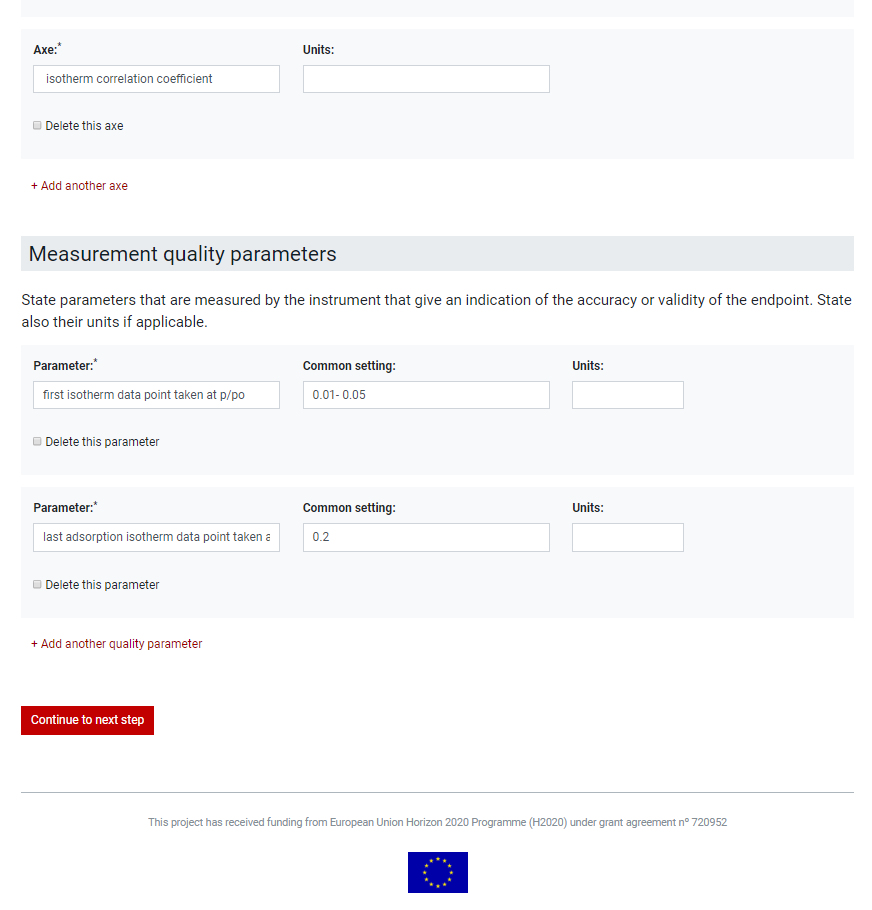 Axe:* Units:
isotherm correlation coefficient
Delete this axe
+ Add another axe
Measurement quality parameters
State parameters that are measured by the instrument that give an indication of the accuracy or validity of the endpoint. State
also their units if applicable.
Parameter:* Common setting: Units:
first isotherm data point taken at p/po 0.01- 0.05
Delete this parameter
Parameter:* Common setting: Units:
last adsorption isotherm data point taken a 0.2
Delete this parameter
+ Add another quality parameter
Continue to next step
This project has received funding from European Union Horizon 2020 Programme (H2020) under grant agreement nº 720952